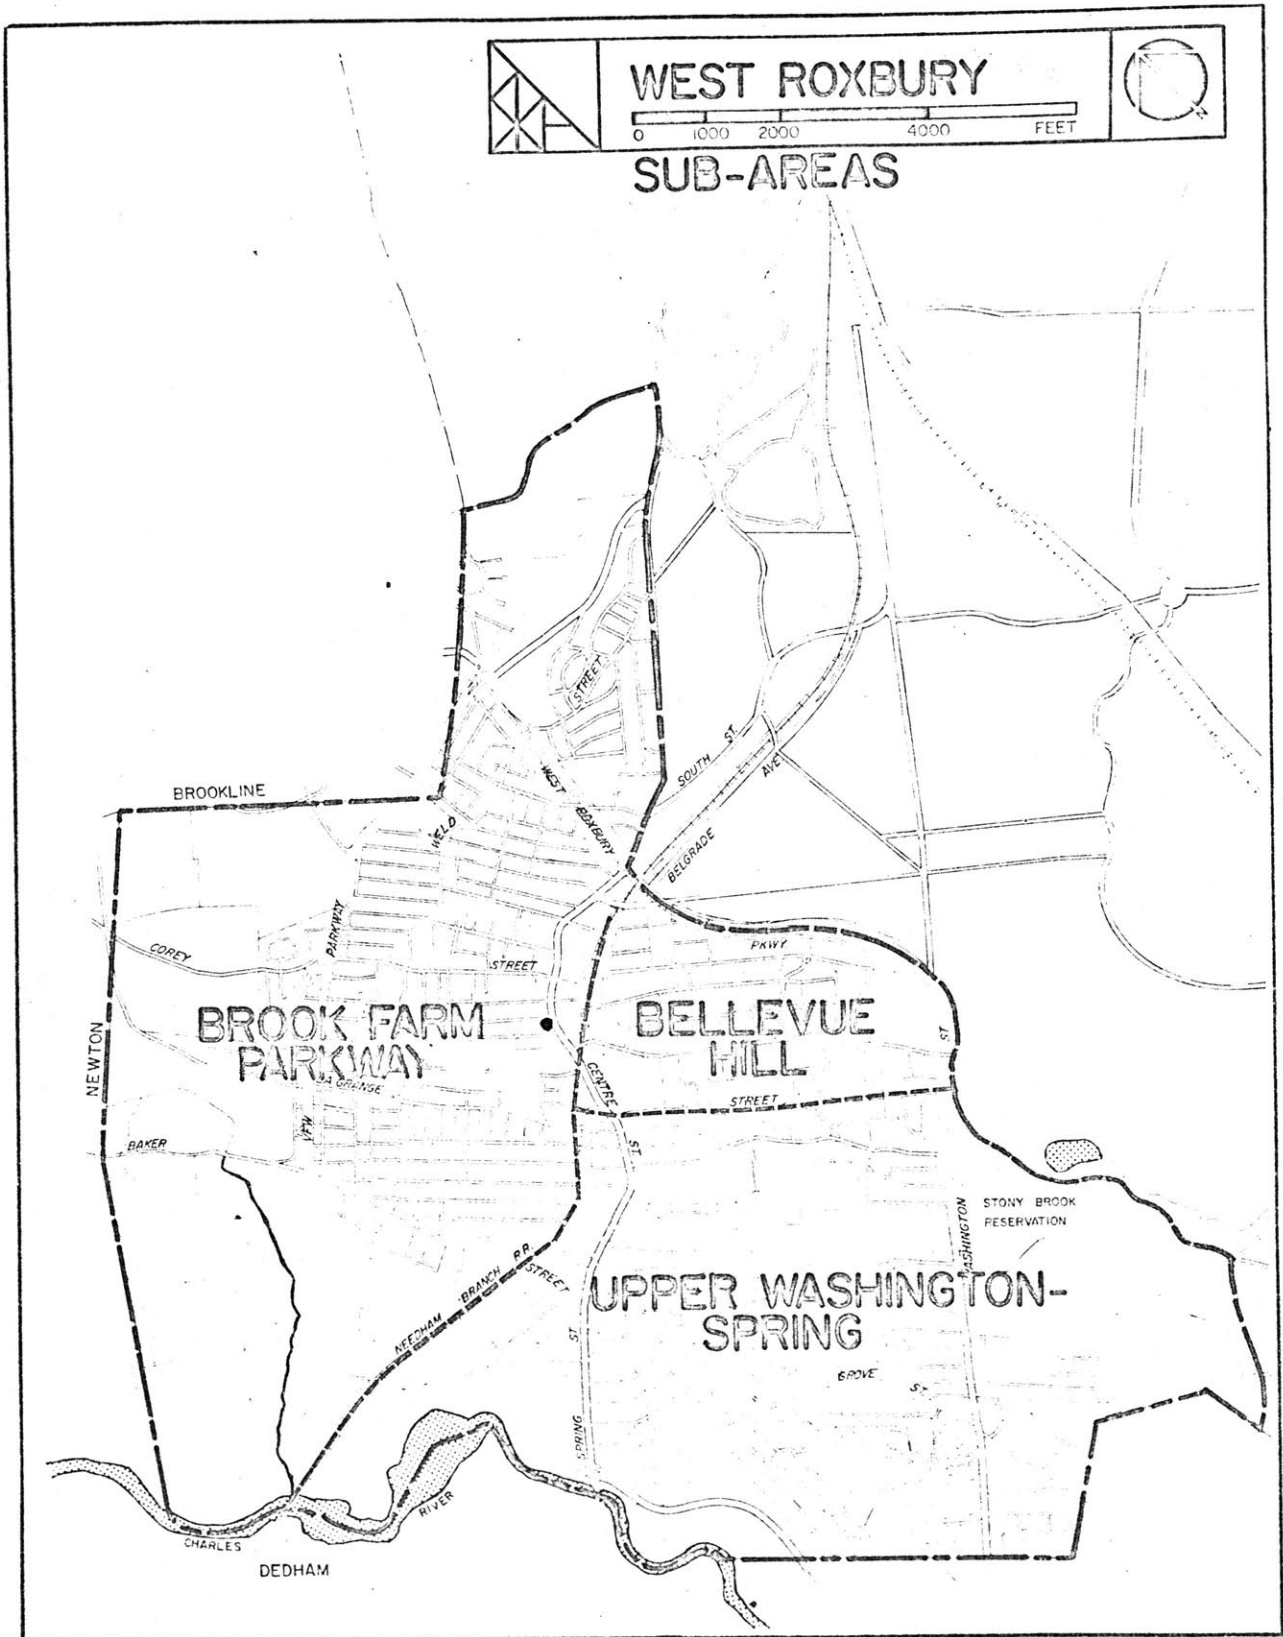 WEST ROXBURY
0 1000 2000 4000 FEET
N
SUB-AREAS
STREET
SOUTH ST.
WEST ROXBURY
AVE
BROOKLINE
WELD
BELGRADE
PARKWAY
PKWY
COREY
STREET
BROOK FARM
PARKWAY
BELLEVUE
HILL
NEWTON
ST
LA GRANGE
CENTRE
STREET
VFW
BAKER
ST.
STONY BROOK
RESERVATION
WASHINGTON
NEEDHAM BRANCH R.R.
STREET
UPPER WASHINGTON-
SPRING
ST
GROVE ST.
SPRING
RIVER
CHARLES
DEDHAM